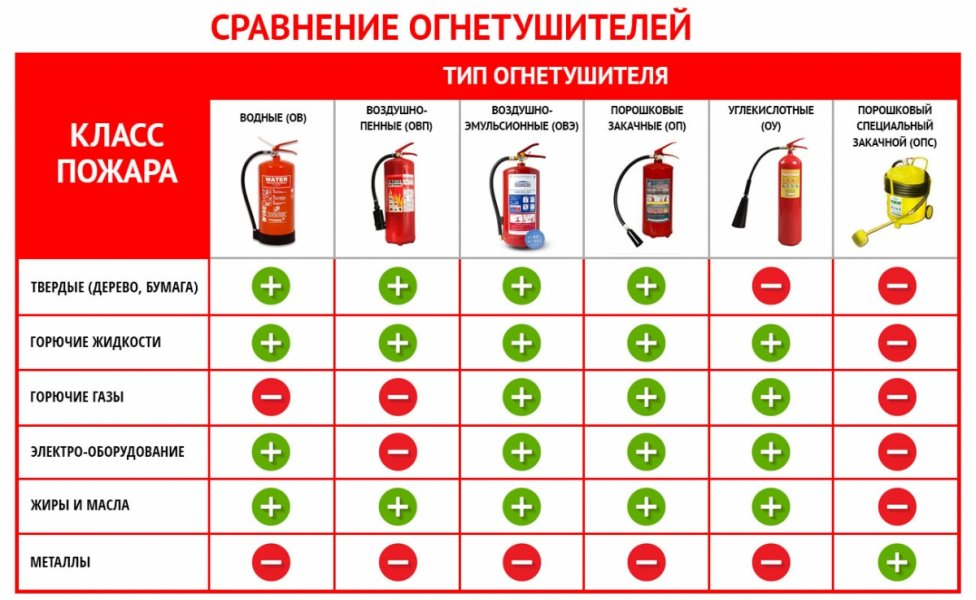 СРАВНЕНИЕ ОГНЕТУШИТЕЛЕЙ
ТИП ОГНЕТУШИТЕЛЯ
КЛАСС
ПОЖАРА
ВОДНЫЕ (ОВ)
ВОЗДУШНО-
ПЕННЫЕ (ОВП)
ВОЗДУШНО-
ЭМУЛЬСИОННЫЕ (ОВЭ)
ПОРОШКОВЫЕ
ЗАКАЧНЫЕ (ОП)
УГЛЕКИСЛОТНЫЕ
(ОУ)
ПОРОШКОВЫЙ
СПЕЦИАЛЬНЫЙ
ЗАКАЧНОЙ (ОПС)
WATER
ТВЕРДЫЕ (ДЕРЕВО, БУМАГА)
ГОРЮЧИЕ ЖИДКОСТИ
ГОРЮЧИЕ ГАЗЫ
ЭЛЕКТРО-ОБОРУДОВАНИЕ
ЖИРЫ И МАСЛА
МЕТАЛЛЫ